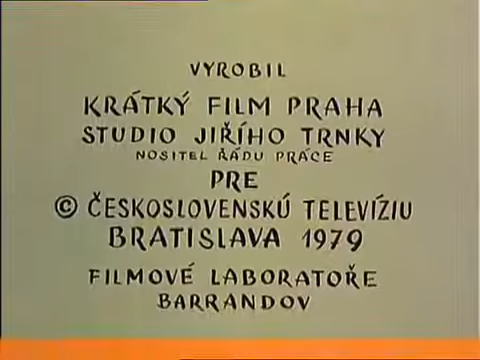 VYROBIL
KRÁTKÝ FILM PRAHA
STUDIO JIŘÍHO TRNKY
NOSITEL ŘÁDU PRÁCE
PRE
© ČESKOSLOVENSKÚ TELEVÍZIU
BRATISLAVA 1979
FILMOVÉ LABORATOŘE
BARRANDOV